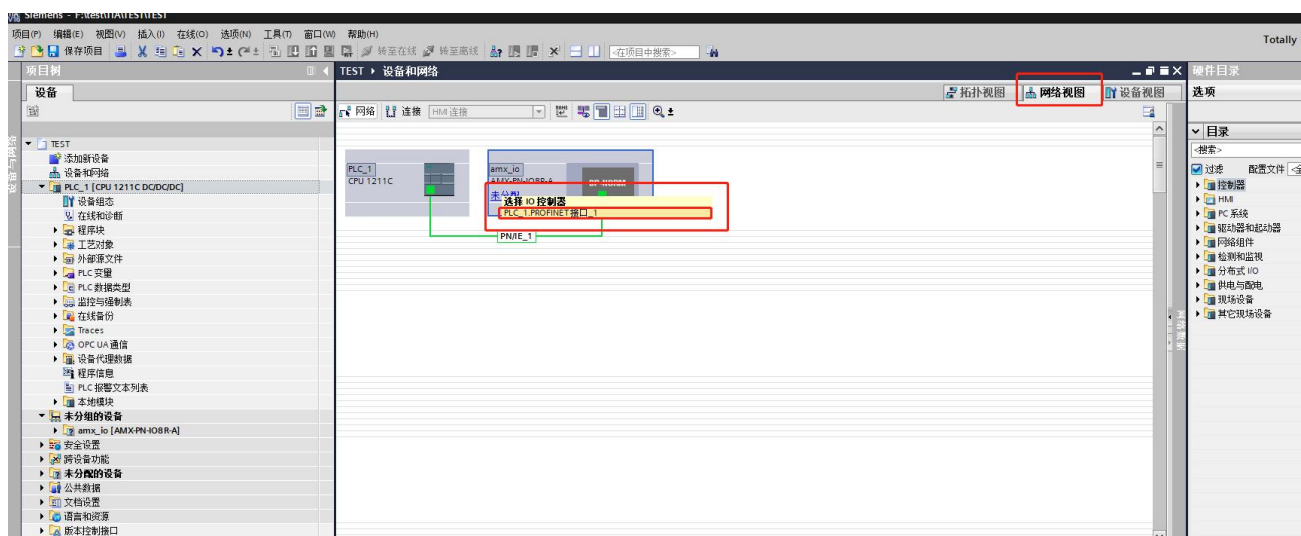 Siemens - F:\test\TIA\TEST\TEST
项目(P) 编辑(E) 视图(V) 插入(I) 在线(O) 选项(N) 工具(T) 窗口(W) 帮助(H)
保存项目 转至在线 转至离线 <在项目中搜索>
Totally
项目树
TEST 设备和网络
硬件目录
设备
拓扑视图 网络视图 设备视图
选项
网络 连接 HMI 连接
目录
<搜索>
过滤 配置文件
TEST
添加新设备
设备和网络
PLC_1 [CPU 1211C DC/DC/DC]
设备组态
在线和诊断
程序块
工艺对象
外部源文件
PLC 变量
PLC 数据类型
监控与强制表
在线备份
Traces
OPC UA 通信
设备代理数据
程序信息
PLC 报警文本列表
本地模块
未分组的设备
amx_io [AMX-PN-IO8R-A]
安全设置
跨设备功能
未分配的设备
公共数据
文档设置
语言和资源
版本控制接口
PLC_1
CPU 1211C
amx_io
AMX-PN-IO8R-A
DP-NORM
选择 IO 控制器
PLC_1.PROFINET接口_1
PN/IE_1
控制器
HMI
PC 系统
驱动器和起动器
网络组件
检测和监视
分布式 I/O
供电与配电
现场设备
其它现场设备